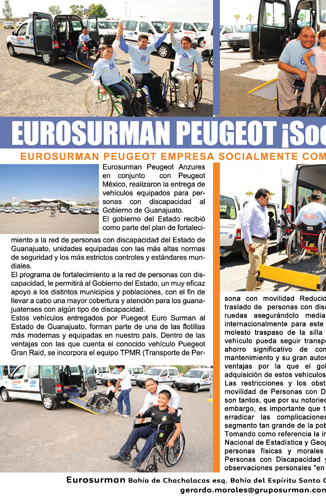 EUROSURMAN PEUGEOT ¡Soc
EUROSURMAN PEUGEOT EMPRESA SOCIALMENTE COM
Eurosurman Peugeot Anzures
en conjunto con Peugeot
México, realizaron la entrega de
vehículos equipados para per-
sonas con discapacidad al
Gobierno de Guanajuato.
El gobierno del Estado recibió
como parte del plan de fortaleci-
miento a la red de personas con discapacidad del Estado de
Guanajuato, unidades equipadas con las más altas normas
de seguridad y los más estrictos controles y estándares mun-
diales.
El programa de fortalecimiento a la red de personas con dis-
capacidad, le permitirá al Gobierno del Estado, un muy eficaz
apoyo a los distintos municipios y poblaciones, con el fin de
llevar a cabo una mayor cobertura y atención para los guana-
juatenses con algún tipo de discapacidad.
Estos vehículos entregados por Peugeot Euro Surman al
Estado de Guanajuato, forman parte de una de las flotillas
más modernas y equipadas en nuestro país. Dentro de las
ventajas con las que cuenta el conocido vehículo Puegeot
Gran Raid, se incorpora el equipo TPMR (Transporte de Per-
sona con movilidad Reducid
traslado de personas con disc
ruedas asegurándolo media
internacionalmente para este
molesto traspaso de la silla
vehículo pueda seguir transp
ahorro significativo de con
mantenimiento y su gran auto
ventajas por la que el gol
adquisición de estos vehículos
Las restricciones y los obst
movilidad de Personas con D
son tantos, que por su notoried
embargo, es importante que t
erradicar las complicaciones
segmento tan grande de la pob
Tomando como referencia la ir
Nacional de Estadística y Geog
personas físicas y morales
Personas con Discapacidad y
observaciones personales "en
Eurosurman Bahía de Chachalacas esq. Bahía del Espíritu Santo C
gerardo.morales@gruposurman.com